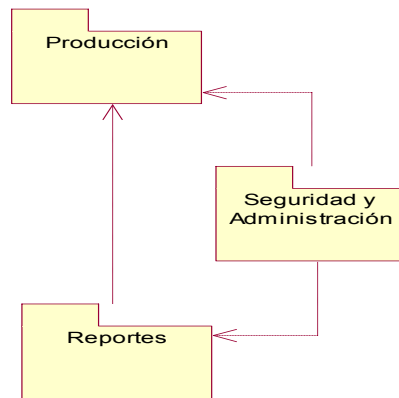 Producción
Seguridad y
Administración
Reportes